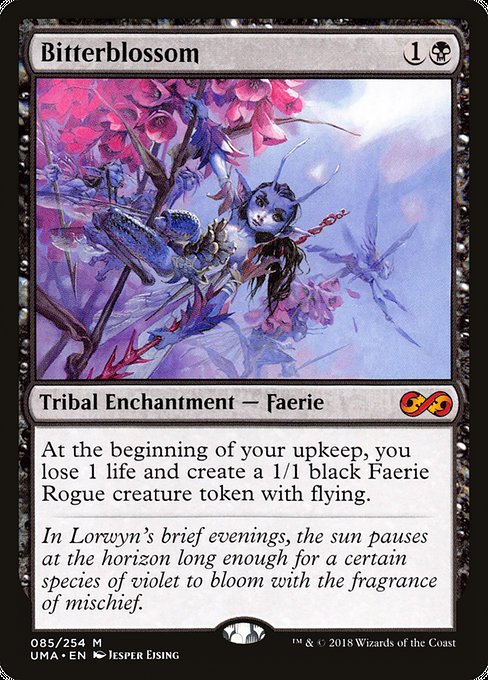 Bitterblossom 1
Tribal Enchantment — Faerie
At the beginning of your upkeep, you
lose 1 life and create a 1/1 black Faerie
Rogue creature token with flying.
In Lorwyn's brief evenings, the sun pauses
at the horizon long enough for a certain
species of violet to bloom with the fragrance
of mischief.
085/254 M
UMA • EN Jesper Ejsing
™ & © 2018 Wizards of the Coast